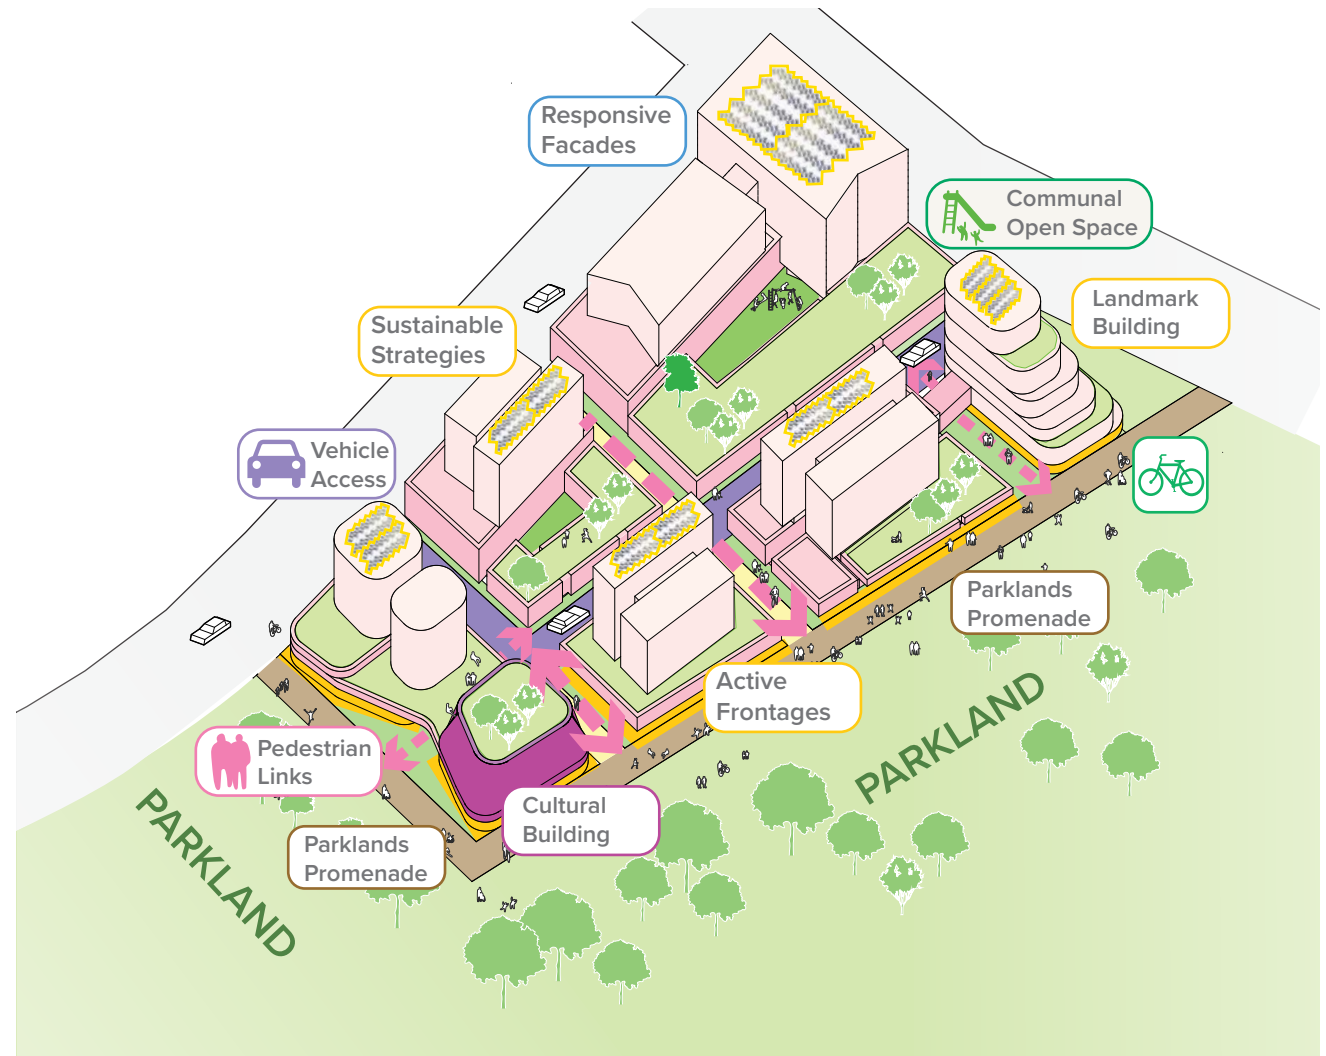 Responsive
Facades
Communal
Open Space
Landmark
Building
Sustainable
Strategies
Vehicle
Access
Parklands
Promenade
Active
Frontages
PARKLAND
Pedestrian
Links
Cultural
Building
PARKLAND
Parklands
Promenade